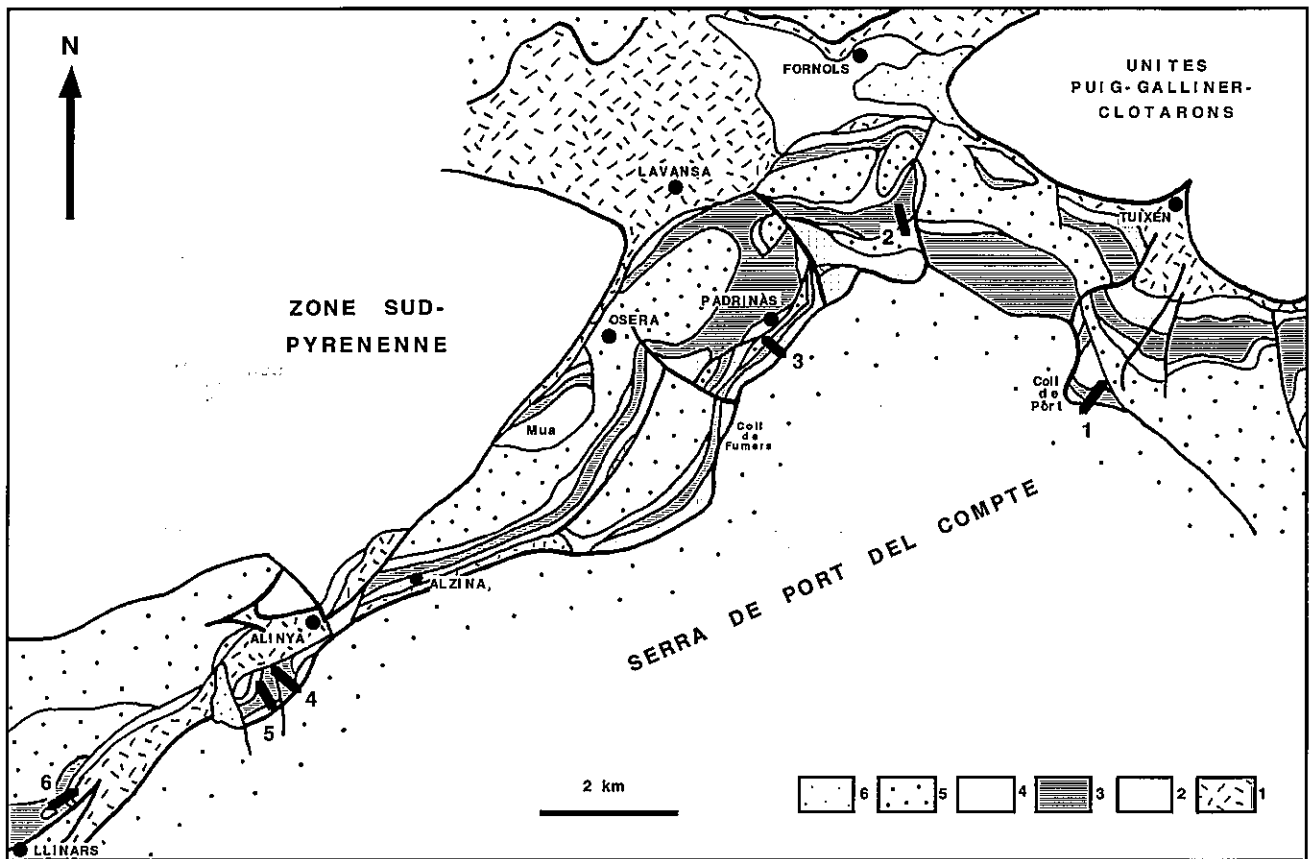 N
FORNOLS
UNITES
PUIG-GALLINER-
CLOTARONS
LAVANSA
TUIXEN
2
ZONE SUD-
PYRENENNE
PADRINÀS
OSERA
3
Coll
de
Pòrt
1
Mua
Coll
de
Fumera
SERRA DE PORT DEL COMPTE
ALZINA
ALINYÀ
4
5
6
2 km
6
5
4
3
2
1
LLINARS